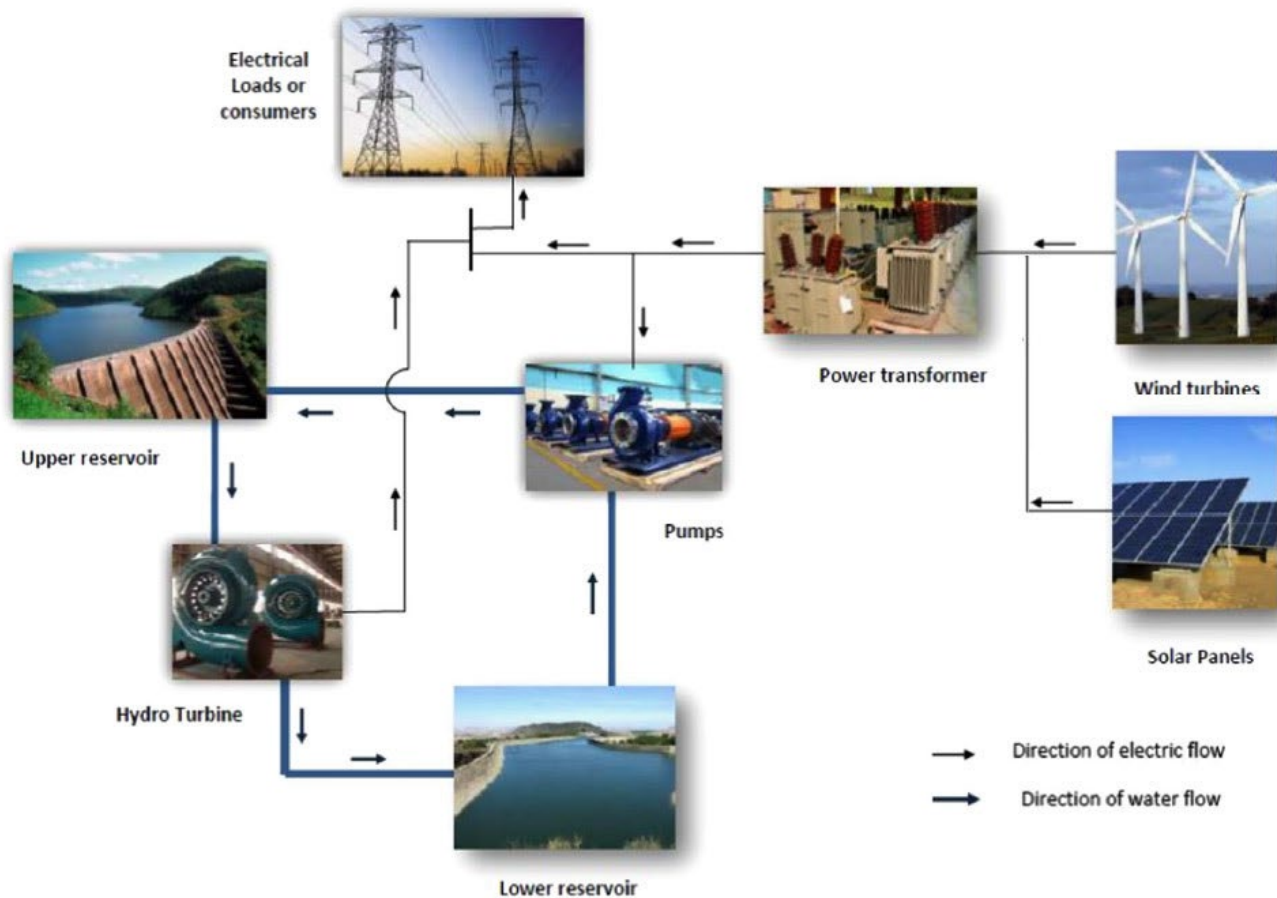 Electrical
Loads or
consumers
Power transformer
Wind turbines
Upper reservoir
Pumps
Solar Panels
Hydro Turbine
Direction of electric flow
Direction of water flow
Lower reservoir